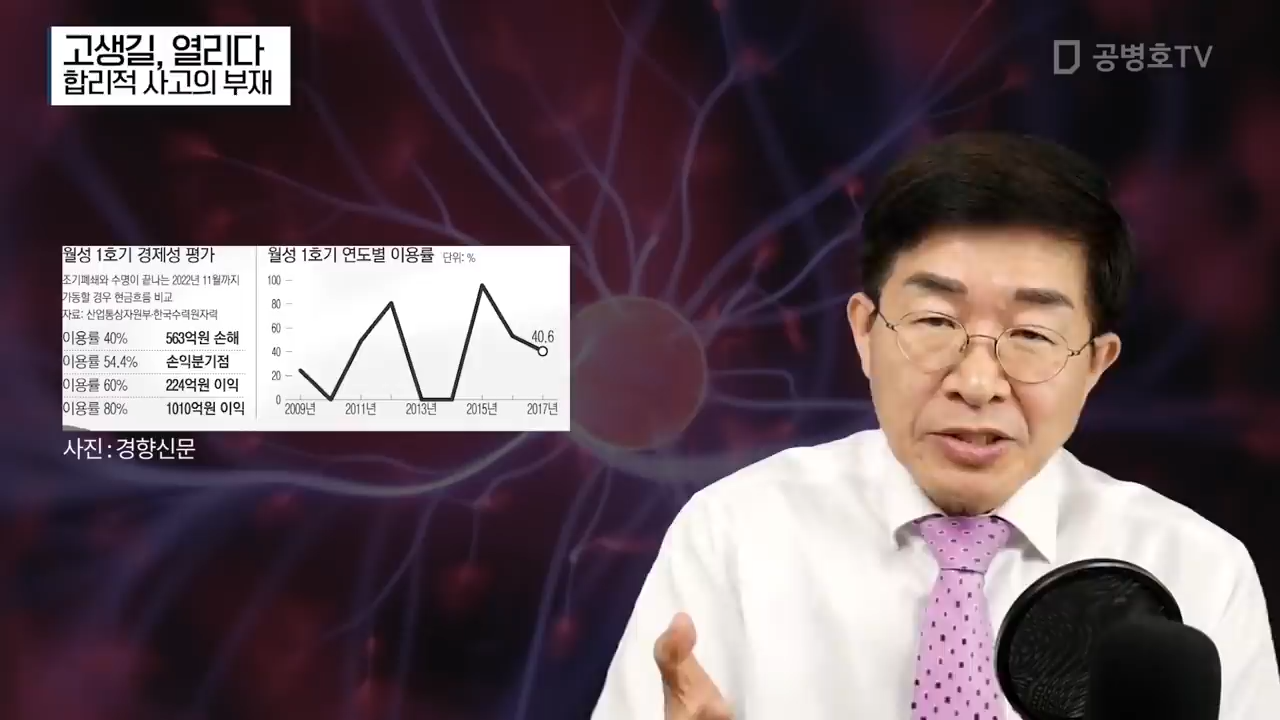 고생길, 열리다
합리적 사고의 부재
공병호TV
월성 1호기 경제성 평가
조기폐쇄와 수명이 끝나는 2022년 11월까지
가동할 경우 현금흐름 비교
자료: 산업통상자원부·한국수력원자력
이용률 40% 563억원 손해
이용률 54.4% 손익분기점
이용률 60% 224억원 이익
이용률 80% 1010억원 이익
월성 1호기 연도별 이용률 단위: %
100
80
60
40
20
0
40.6
2009년 2011년 2013년 2015년 2017년
사진 : 경향신문